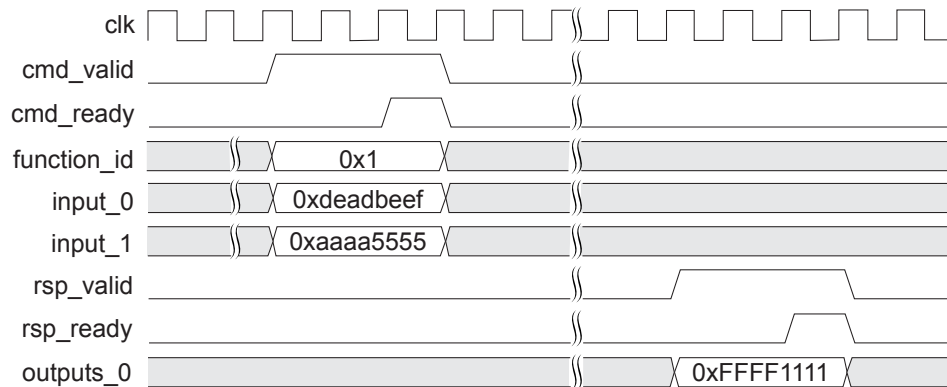 clk
cmd_valid
cmd_ready
function_id 0x1
input_0 0xdeadbeef
input_1 0xaaaa5555
rsp_valid
rsp_ready
outputs_0 0xFFFF1111